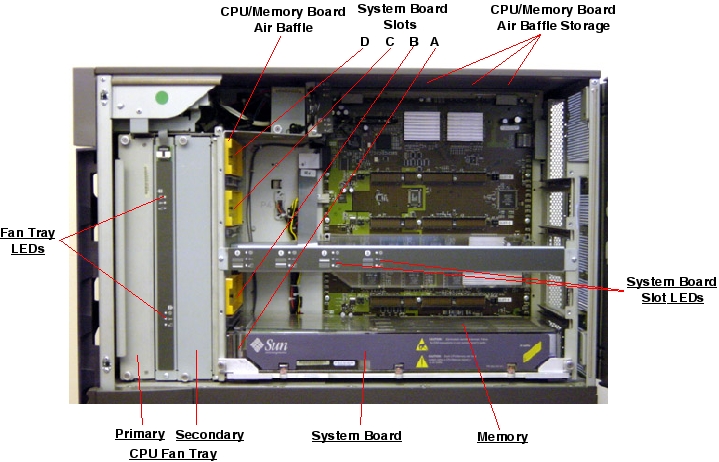 CPU/Memory Board
Air Baffle
System Board
Slots
D C B A
CPU/Memory Board
Air Baffle Storage
Fan Tray
LEDs
System Board
Slot LEDs
Sun
Primary
Secondary
CPU Fan Tray
System Board
Memory